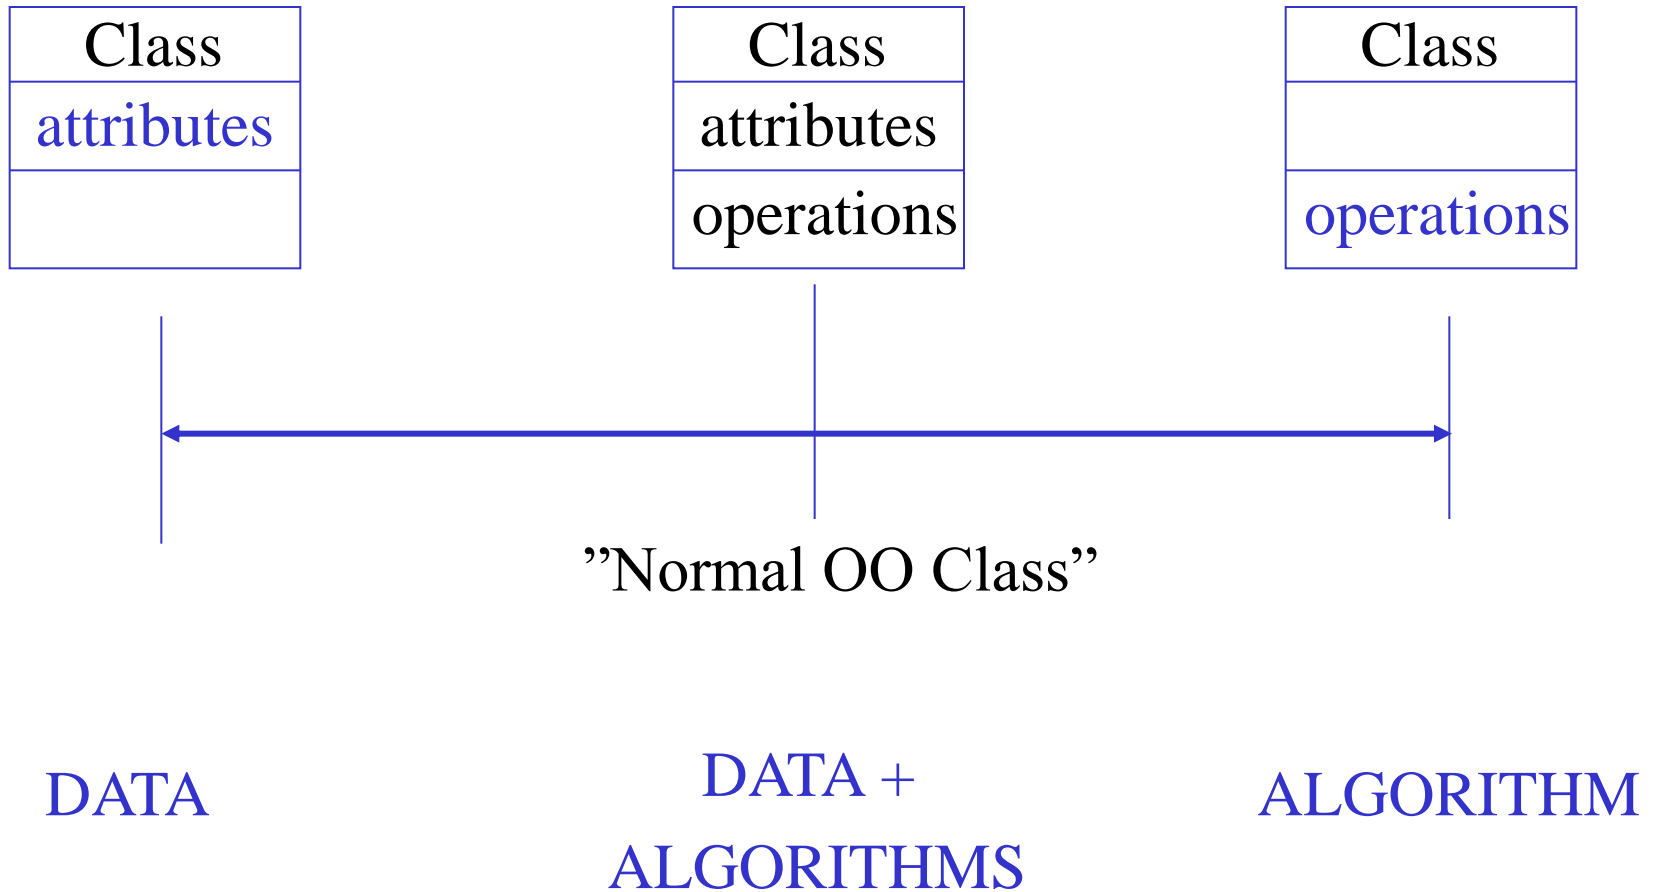 Class
attributes
Class
attributes
operations
Class
operations
”Normal OO Class”
DATA
DATA +
ALGORITHMS
ALGORITHM